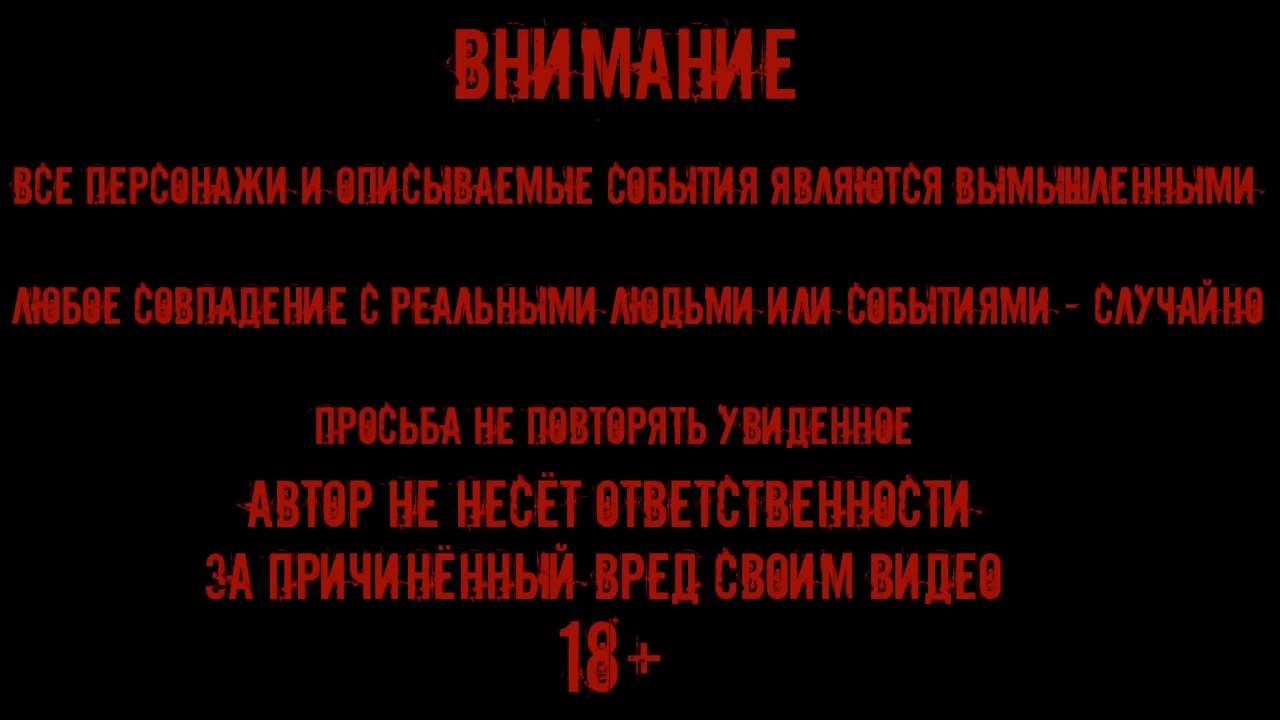 ВНИМАНИЕ
ВСЕ ПЕРСОНАЖИ И ОПИСЫВАЕМЫЕ СОБЫТИЯ ЯВЛЯЮТСЯ ВЫМЫШЛЕННЫМИ
ЛЮБОЕ СОВПАДЕНИЕ С РЕАЛЬНЫМИ ЛЮДЬМИ ИЛИ СОБЫТИЯМИ - СЛУЧАЙНО
ПРОСЬБА НЕ ПОВТОРЯТЬ УВИДЕННОЕ
АВТОР НЕ НЕСЁТ ОТВЕТСТВЕННОСТИ
ЗА ПРИЧИНЁННЫЙ ВРЕД СВОИМ ВИДЕО
18+